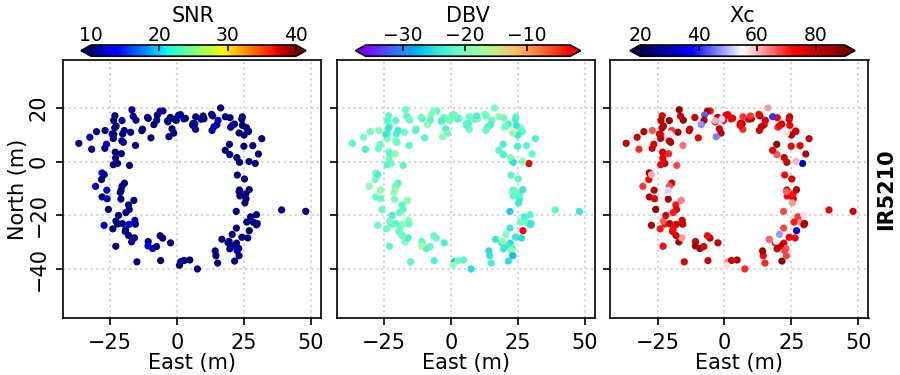 SNR DBV Xc
10 20 30 40 −30 −20 −10 20 40 60 80
North (m)
20
0
−20
−40
IR5210
−25 0 25 50 −25 0 25 50 −25 0 25 50
East (m) East (m) East (m)